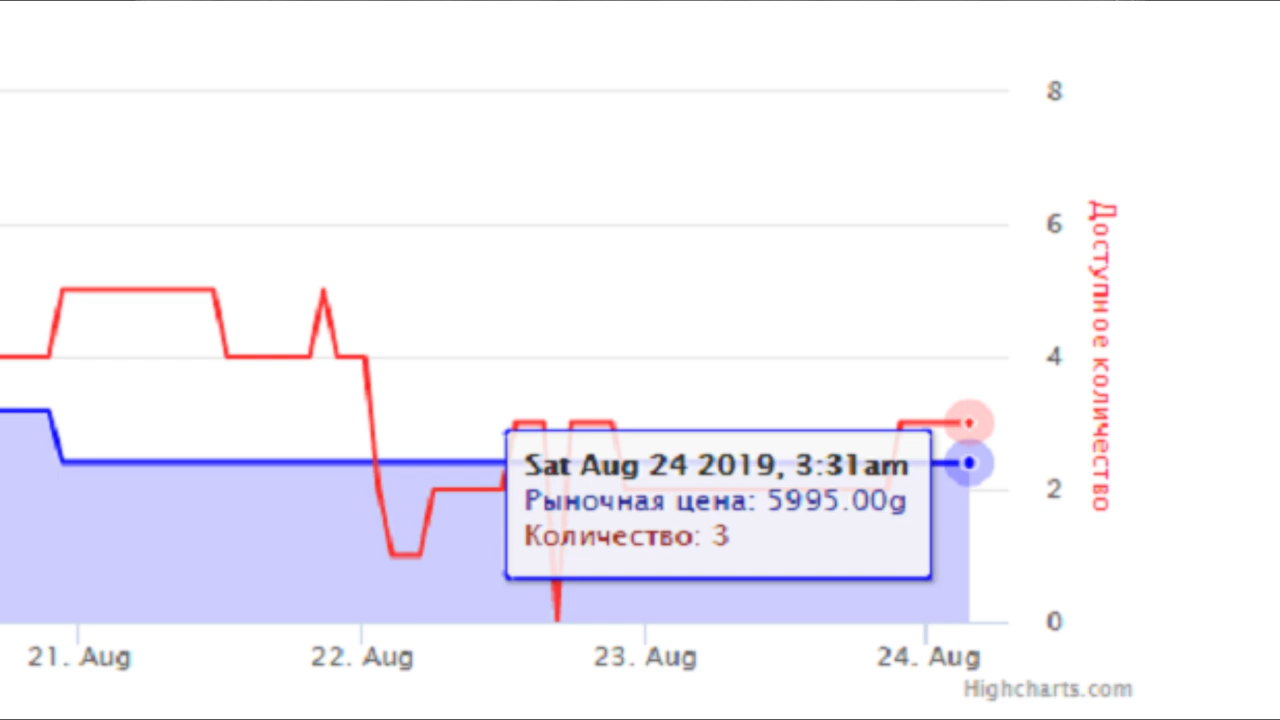 8
6
4
2
0
Доступное количество
Sat Aug 24 2019, 3:31am
Рыночная цена: 5995.00g
Количество: 3
21. Aug
22. Aug
23. Aug
24. Aug
Highcharts.com